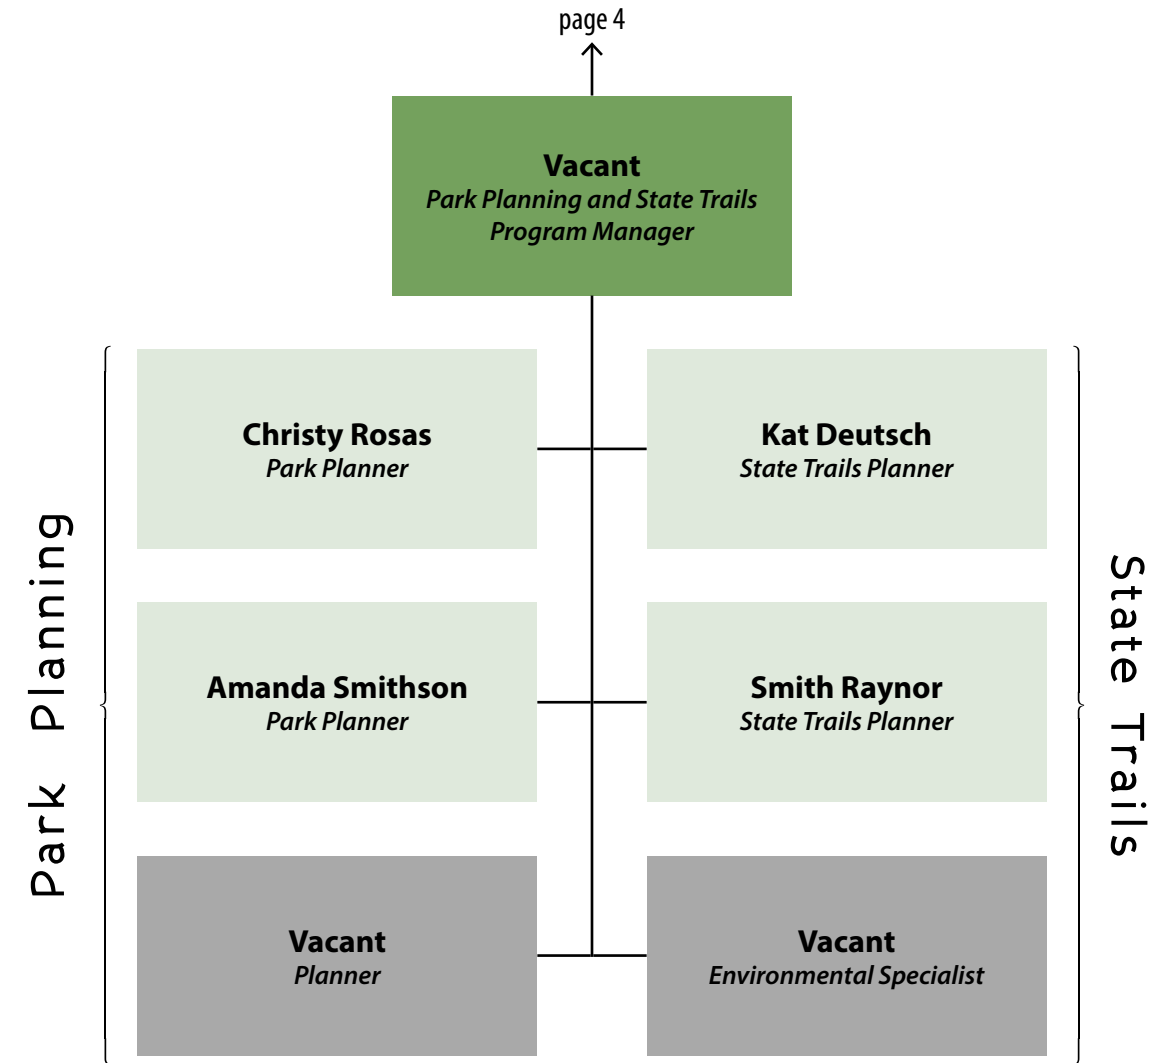 page 4
Vacant
Park Planning and State Trails
Program Manager
Park Planning
Christy Rosas
Park Planner
Kat Deutsch
State Trails Planner
Amanda Smithson
Park Planner
Smith Raynor
State Trails Planner
Vacant
Planner
Vacant
Environmental Specialist
State Trails